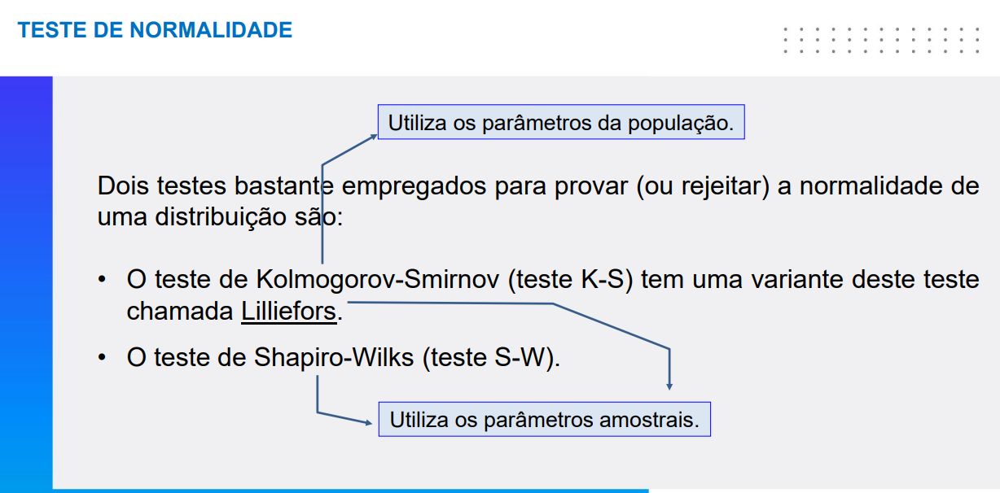 TESTE DE NORMALIDADE
Utiliza os parâmetros da população.
Dois testes bastante empregados para provar (ou rejeitar) a normalidade de
uma distribuição são:
• O teste de Kolmogorov-Smirnov (teste K-S) tem uma variante deste teste
chamada Lilliefors.
• O teste de Shapiro-Wilks (teste S-W).
Utiliza os parâmetros amostrais.